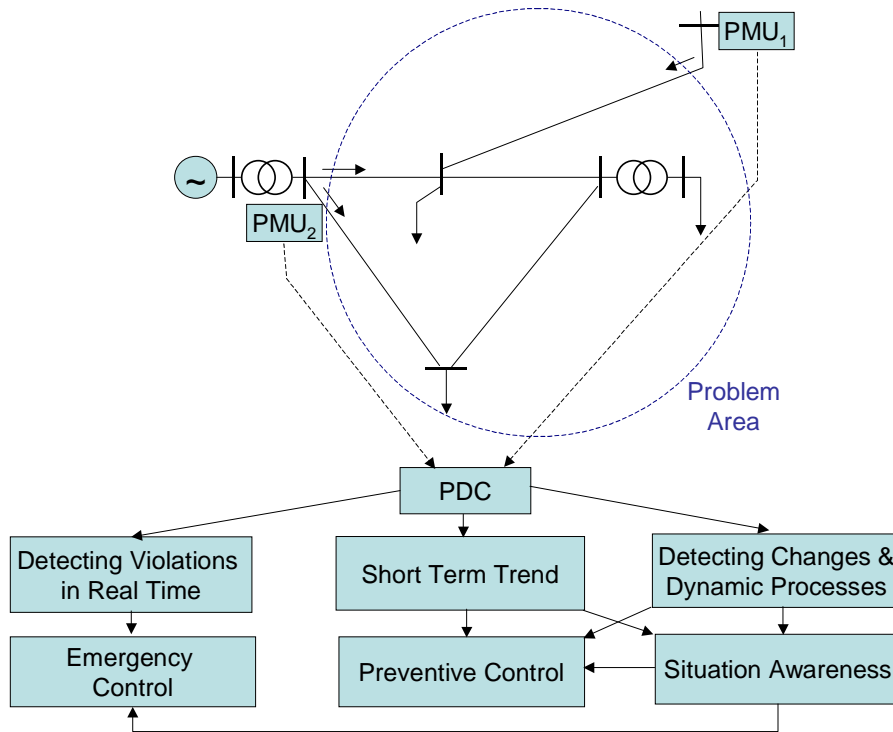 PMU₁
~
PMU₂
Problem
Area
PDC
Detecting Violations
in Real Time
Short Term Trend
Detecting Changes &
Dynamic Processes
Emergency
Control
Preventive Control
Situation Awareness